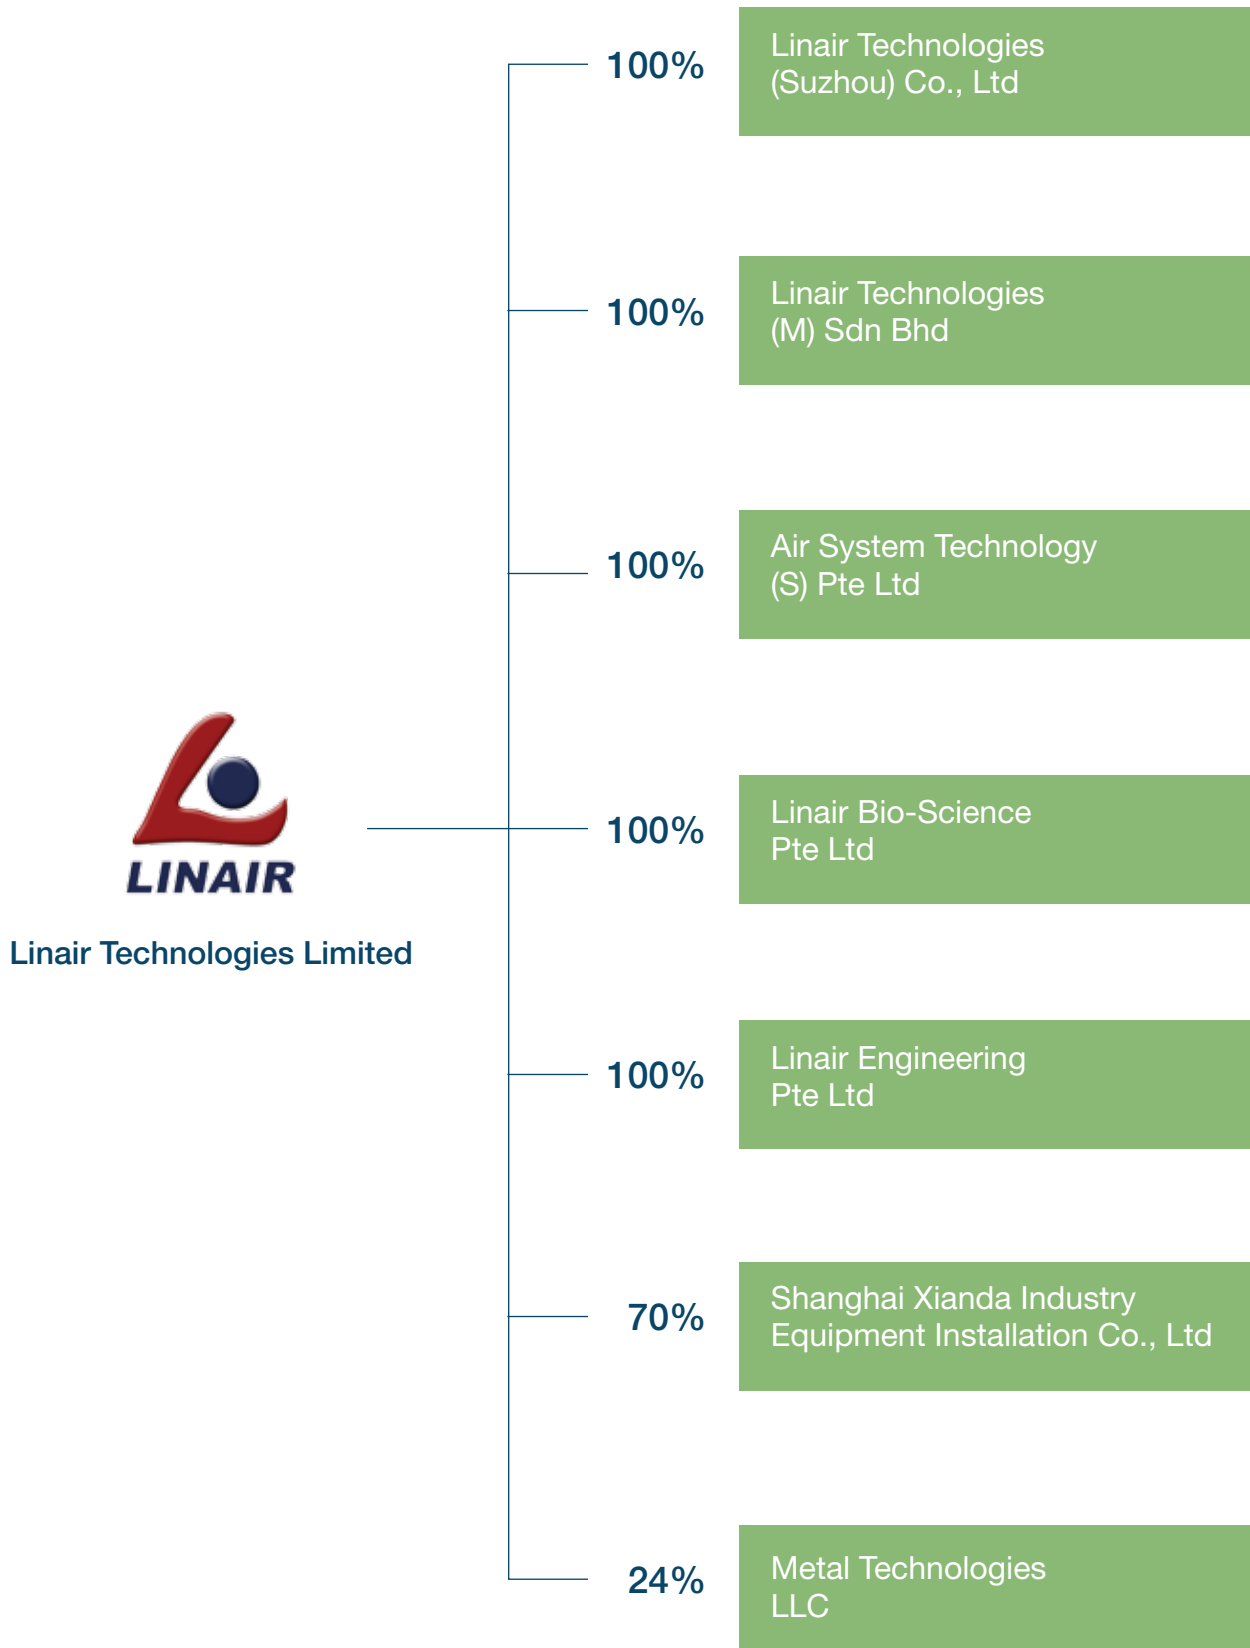 100%
Linair Technologies
(Suzhou) Co., Ltd
100%
Linair Technologies
(M) Sdn Bhd
100%
Air System Technology
(S) Pte Ltd
LINAIR
Linair Technologies Limited
100%
Linair Bio-Science
Pte Ltd
100%
Linair Engineering
Pte Ltd
70%
Shanghai Xianda Industry
Equipment Installation Co., Ltd
24%
Metal Technologies
LLC